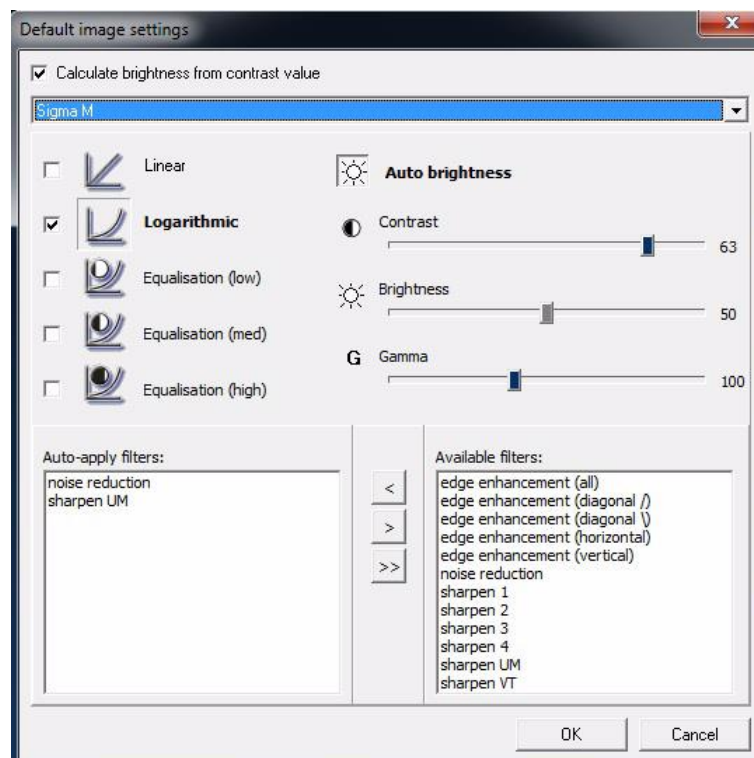 Default image settings
Calculate brightness from contrast value
Sigma M
Linear
Auto brightness
Logarithmic
Contrast
63
Equalisation (low)
Brightness
50
Equalisation (med)
G Gamma
100
Equalisation (high)
Auto-apply filters:
noise reduction
sharpen UM
<
>
>>
Available filters:
edge enhancement (all)
edge enhancement (diagonal /)
edge enhancement (diagonal \)
edge enhancement (horizontal)
edge enhancement (vertical)
noise reduction
sharpen 1
sharpen 2
sharpen 3
sharpen 4
sharpen UM
sharpen VT
OK
Cancel